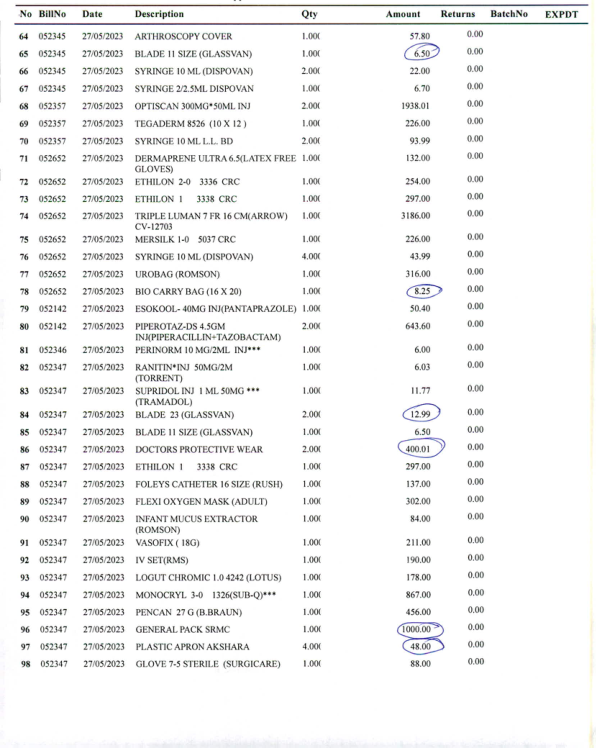 No BillNo Date Description Qty Amount Returns BatchNo EXPDT
64 052345 27/05/2023 ARTHROSCOPY COVER 1.00( 57.80 0.00
65 052345 27/05/2023 BLADE 11 SIZE (GLASSVAN) 1.00( 6.50 0.00
66 052345 27/05/2023 SYRINGE 10 ML (DISPOVAN) 2.00( 22.00 0.00
67 052345 27/05/2023 SYRINGE 2/2.5ML DISPOVAN 1.00( 6.70 0.00
68 052357 27/05/2023 OPTISCAN 300MG*50ML INJ 2.00( 1938.01 0.00
69 052357 27/05/2023 TEGADERM 8526 (10 X 12 ) 1.00( 226.00 0.00
70 052357 27/05/2023 SYRINGE 10 ML L.L. BD 2.00( 93.99 0.00
71 052652 27/05/2023 DERMAPRENE ULTRA 6.5(LATEX FREE 1.00( 132.00 0.00
GLOVES)
72 052652 27/05/2023 ETHILON 2-0 3336 CRC 1.00( 254.00 0.00
73 052652 27/05/2023 ETHILON 1 3338 CRC 1.00( 297.00 0.00
74 052652 27/05/2023 TRIPLE LUMAN 7 FR 16 CM(ARROW) 1.00( 3186.00 0.00
CV-12703
75 052652 27/05/2023 MERSILK 1-0 5037 CRC 1.00( 226.00 0.00
76 052652 27/05/2023 SYRINGE 10 ML (DISPOVAN) 4.00( 43.99 0.00
77 052652 27/05/2023 UROBAG (ROMSON) 1.00( 316.00 0.00
78 052652 27/05/2023 BIO CARRY BAG (16 X 20) 1.00( 8.25 0.00
79 052142 27/05/2023 ESOKOOL- 40MG INJ(PANTAPRAZOLE) 1.00( 50.40 0.00
80 052142 27/05/2023 PIPEROTAZ-DS 4.5GM 2.00( 643.60 0.00
INJ(PIPERACILLIN+TAZOBACTAM)
81 052346 27/05/2023 PERINORM 10 MG/2ML INJ*** 1.00( 6.00 0.00
82 052347 27/05/2023 RANITIN*INJ 50MG/2M 1.00( 6.03 0.00
(TORRENT)
83 052347 27/05/2023 SUPRIDOL INJ 1 ML 50MG *** 1.00( 11.77 0.00
(TRAMADOL)
84 052347 27/05/2023 BLADE 23 (GLASSVAN) 2.00( 12.99 0.00
85 052347 27/05/2023 BLADE 11 SIZE (GLASSVAN) 1.00( 6.50 0.00
86 052347 27/05/2023 DOCTORS PROTECTIVE WEAR 2.00( 400.01 0.00
87 052347 27/05/2023 ETHILON 1 3338 CRC 1.00( 297.00 0.00
88 052347 27/05/2023 FOLEYS CATHETER 16 SIZE (RUSH) 1.00( 137.00 0.00
89 052347 27/05/2023 FLEXI OXYGEN MASK (ADULT) 1.00( 302.00 0.00
90 052347 27/05/2023 INFANT MUCUS EXTRACTOR 1.00( 84.00 0.00
(ROMSON)
91 052347 27/05/2023 VASOFIX ( 18G) 1.00( 211.00 0.00
92 052347 27/05/2023 IV SET(RMS) 1.00( 190.00 0.00
93 052347 27/05/2023 LOGUT CHROMIC 1.0 4242 (LOTUS) 1.00( 178.00 0.00
94 052347 27/05/2023 MONOCRYL 3-0 1326(SUB-Q)*** 1.00( 867.00 0.00
95 052347 27/05/2023 PENCAN 27 G (B.BRAUN) 1.00( 456.00 0.00
96 052347 27/05/2023 GENERAL PACK SRMC 1.00( 1000.00 0.00
97 052347 27/05/2023 PLASTIC APRON AKSHARA 4.00( 48.00 0.00
98 052347 27/05/2023 GLOVE 7-5 STERILE (SURGICARE) 1.00( 88.00 0.00